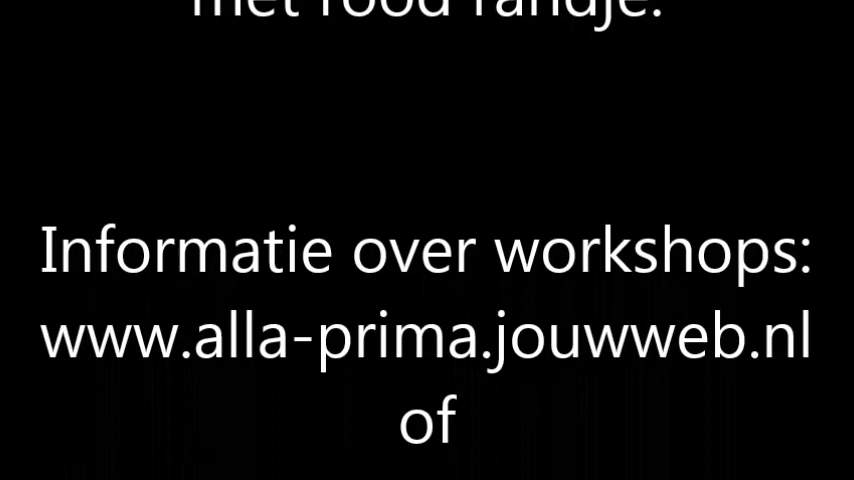 met rood randje.
Informatie over workshops:
www.alla-prima.jouwweb.nl
of